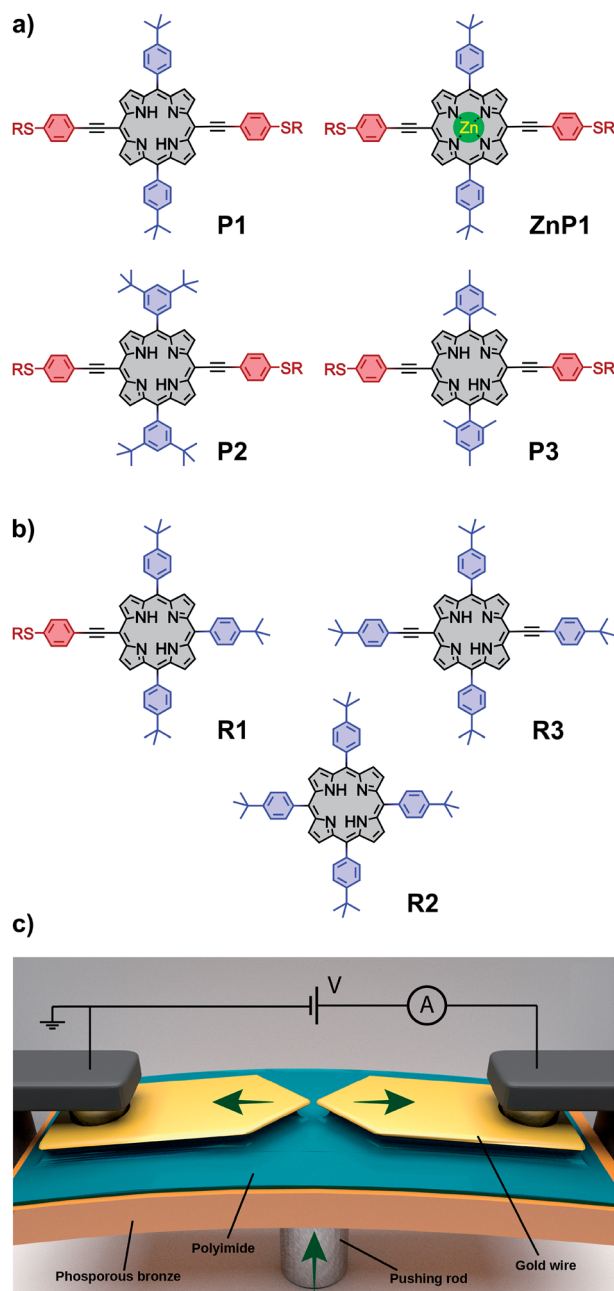 a)
NH N
RS SR
HN N
P1
N N
RS Zn SR
N N
ZnP1
NH N
RS SR
N HN
P2
NH N
RS SR
N HN
P3
b)
NH N
RS
N HN
R1
NH N
N HN
R3
NH N
N HN
R2
c)
V
A
Polyimide
Gold wire
Phosporous bronze
Pushing rod